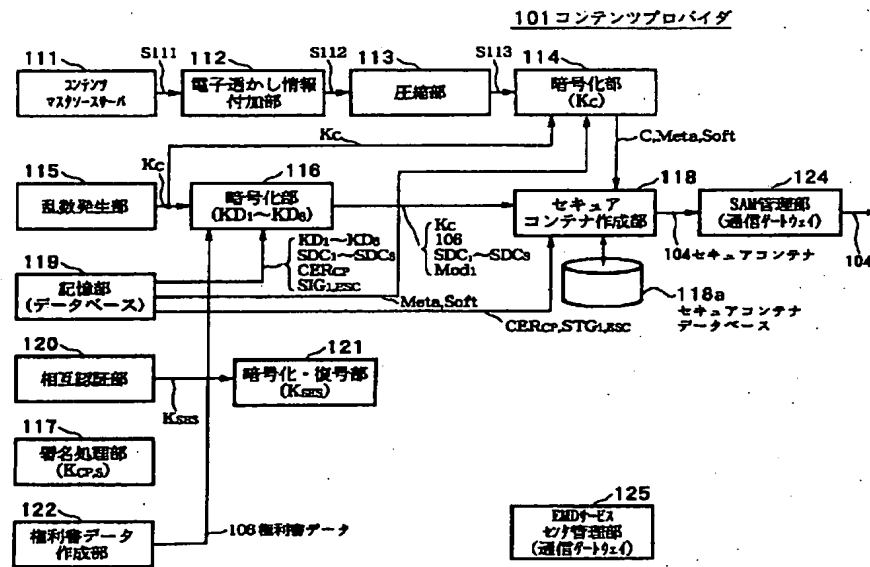 101 コンテンツプロバイダ
111
S111
112
S112
113
S113
114
コンテンツ
マスタソースサーバ
電子透かし情報
付加部
圧縮部
暗号化部
(Kc)
Kc
C,Meta,Soft
115
Kc
116
118
124
乱数発生部
暗号化部
(KD1~KD6)
セキュア
コンテナ作成部
SAM管理部
(通信ゲートウェイ)
KD1~KD6
SDC1~SDC3
CERCP
SIG1,ESC
Kc
106
SDC1~SDC3
Mod1
104セキュアコンテナ
104
119
記憶部
(データベース)
Meta,Soft
CERCP,STG1,ESC
118a
セキュアコンテナ
データベース
120
相互認証部
KSES
121
暗号化・復号部
(KSES)
117
署名処理部
(KCP,S)
122
権利書データ
作成部
106権利書データ
125
EMDサービス
センタ管理部
(通信ゲートウェイ)